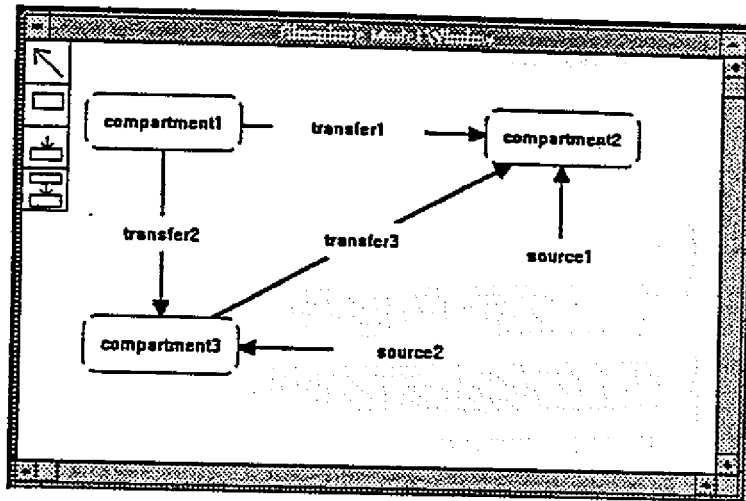 compartment1
transfer1
compartment2
transfer2
transfer3
source1
compartment3
source2